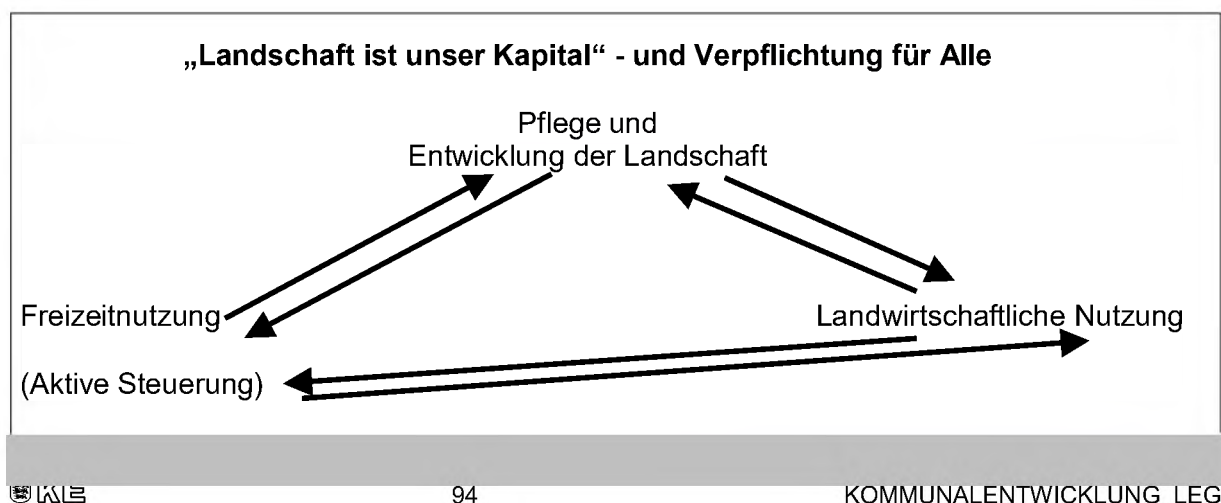 „Landschaft ist unser Kapital“ - und Verpflichtung für Alle
Pflege und
Entwicklung der Landschaft
Freizeitnutzung
Landwirtschaftliche Nutzung
(Aktive Steuerung)
KE
94
KOMMUNALENTWICKLUNG LEG